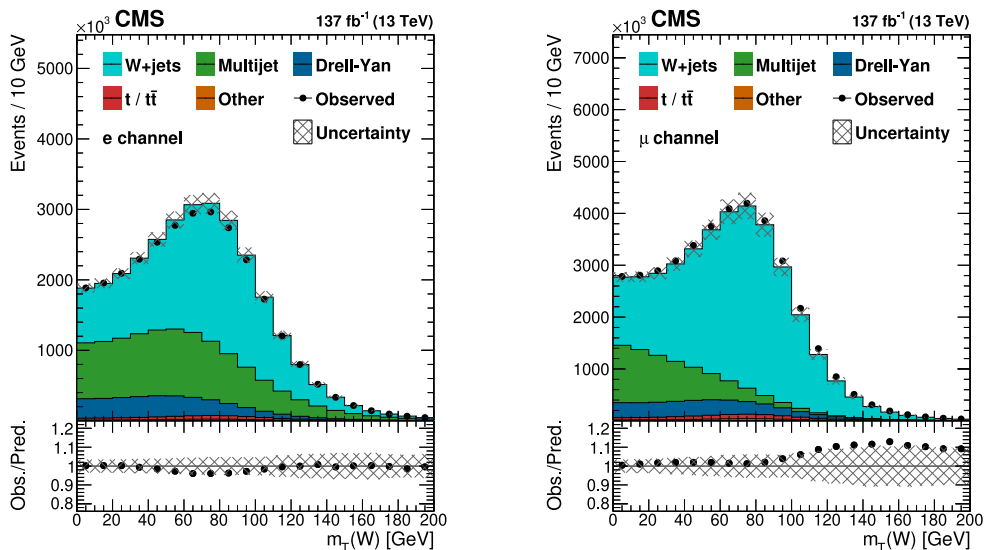 CMS 137 fb⁻¹ (13 TeV)
×10³
Events / 10 GeV
5000
4000
3000
2000
1000
W+jets Multijet Drell-Yan
t / tt̄ Other Observed
e channel Uncertainty
Obs./Pred.
1.2
1.1
1
0.9
0.8
0 20 40 60 80 100 120 140 160 180 200
m_T(W) [GeV]
CMS 137 fb⁻¹ (13 TeV)
×10³
Events / 10 GeV
7000
6000
5000
4000
3000
2000
1000
W+jets Multijet Drell-Yan
t / tt̄ Other Observed
μ channel Uncertainty
Obs./Pred.
1.2
1.1
1
0.9
0.8
0 20 40 60 80 100 120 140 160 180 200
m_T(W) [GeV]